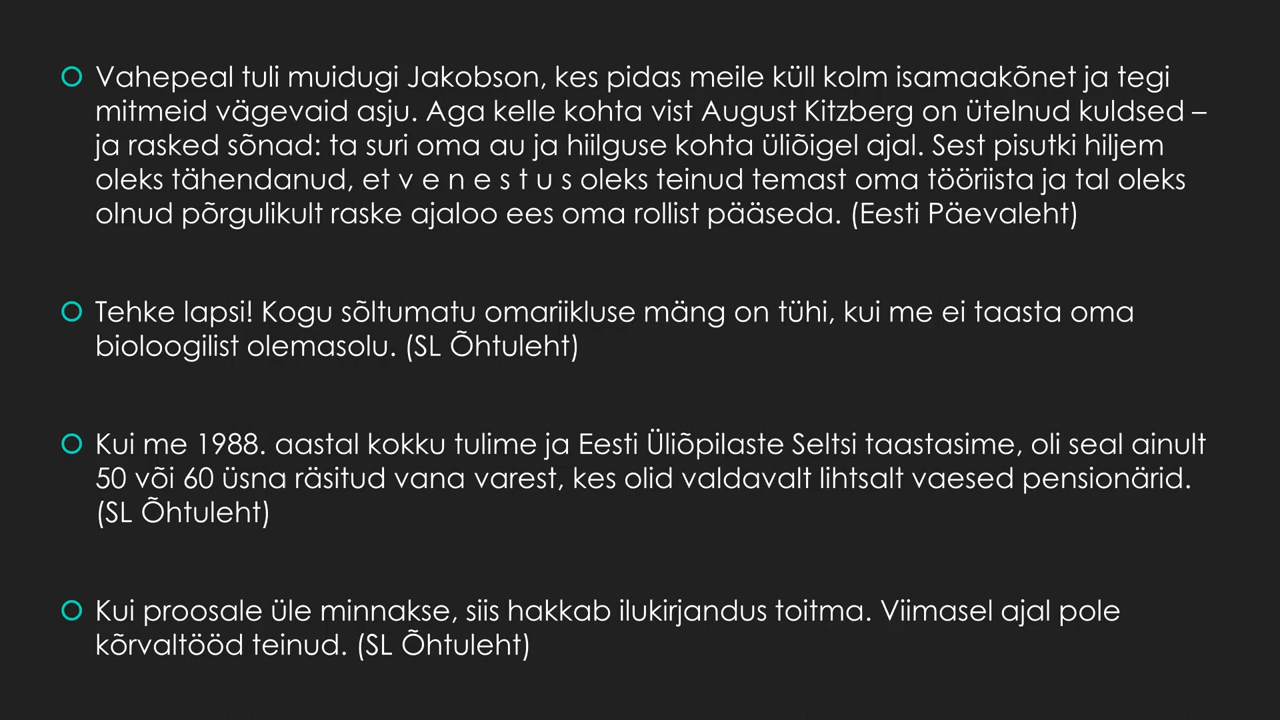 Vahepeal tuli muidugi Jakobson, kes pidas meile küll kolm isamaakõnet ja tegi
mitmeid vägevaid asju. Aga kelle kohta vist August Kitzberg on ütelnud kuldsed –
ja rasked sõnad: ta suri oma au ja hiilguse kohta üliõigel ajal. Sest pisutki hiljem
oleks tähendanud, et v e n e s t u s oleks teinud temast oma tööriista ja tal oleks
olnud põrgulikult raske ajaloo ees oma rollist pääseda. (Eesti Päevaleht)
Tehke lapsi! Kogu sõltumatu omariikluse mäng on tühi, kui me ei taasta oma
bioloogilist olemasolu. (SL Õhtuleht)
Kui me 1988. aastal kokku tulime ja Eesti Üliõpilaste Seltsi taastasime, oli seal ainult
50 või 60 üsna räsitud vana varest, kes olid valdavalt lihtsalt vaesed pensionärid.
(SL Õhtuleht)
Kui proosale üle minnakse, siis hakkab ilukirjandus toitma. Viimasel ajal pole
kõrvaltööd teinud. (SL Õhtuleht)